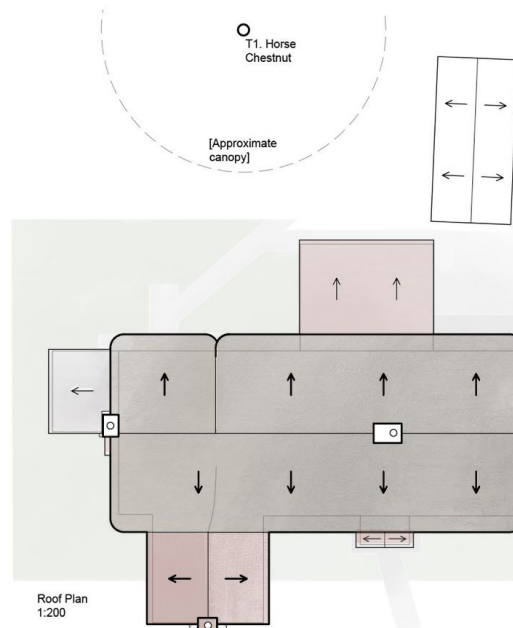 T1. Horse
Chestnut
[Approximate
canopy]
Roof Plan
1:200